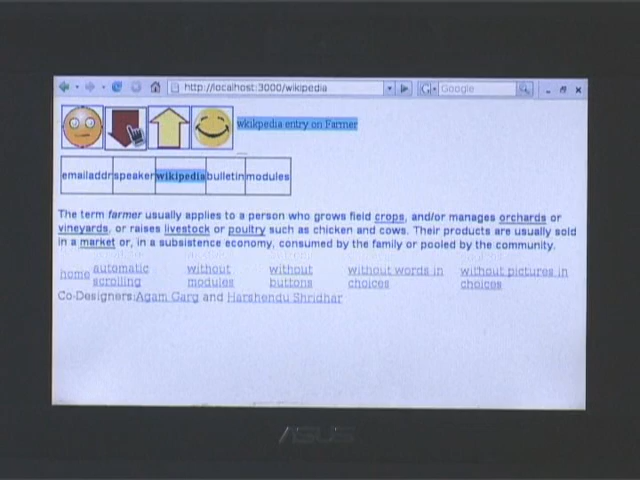 http://localhost:3000/wikipedia
Google
wkikpedia entry on Farmer
emailaddr speaker wikipedia bulletin modules
The term farmer usually applies to a person who grows field crops, and/or manages orchards or
vineyards, or raises livestock or poultry such as chicken and cows. Their products are usually sold
in a market or, in a subsistence economy, consumed by the family or pooled by the community.
home automatic scrolling without modules without buttons without words in choices without pictures in choices
Co-Designers:Agam Garg and Harshendu Shridhar
ASUS